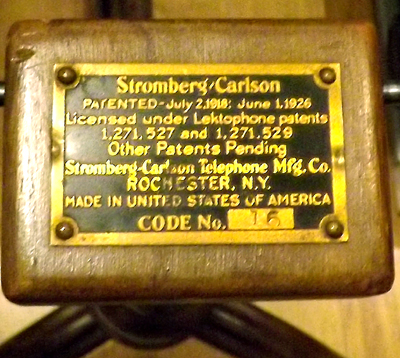 Stromberg-Carlson
PATENTED-July 2,1918: June 1,1926
Licensed under Lektophone patents
1,271,527 and 1,271,529
Other Patents Pending
Stromberg-Carlson Telephone Mfg. Co.
ROCHESTER, N.Y.
MADE IN UNITED STATES OF AMERICA
CODE No. 16